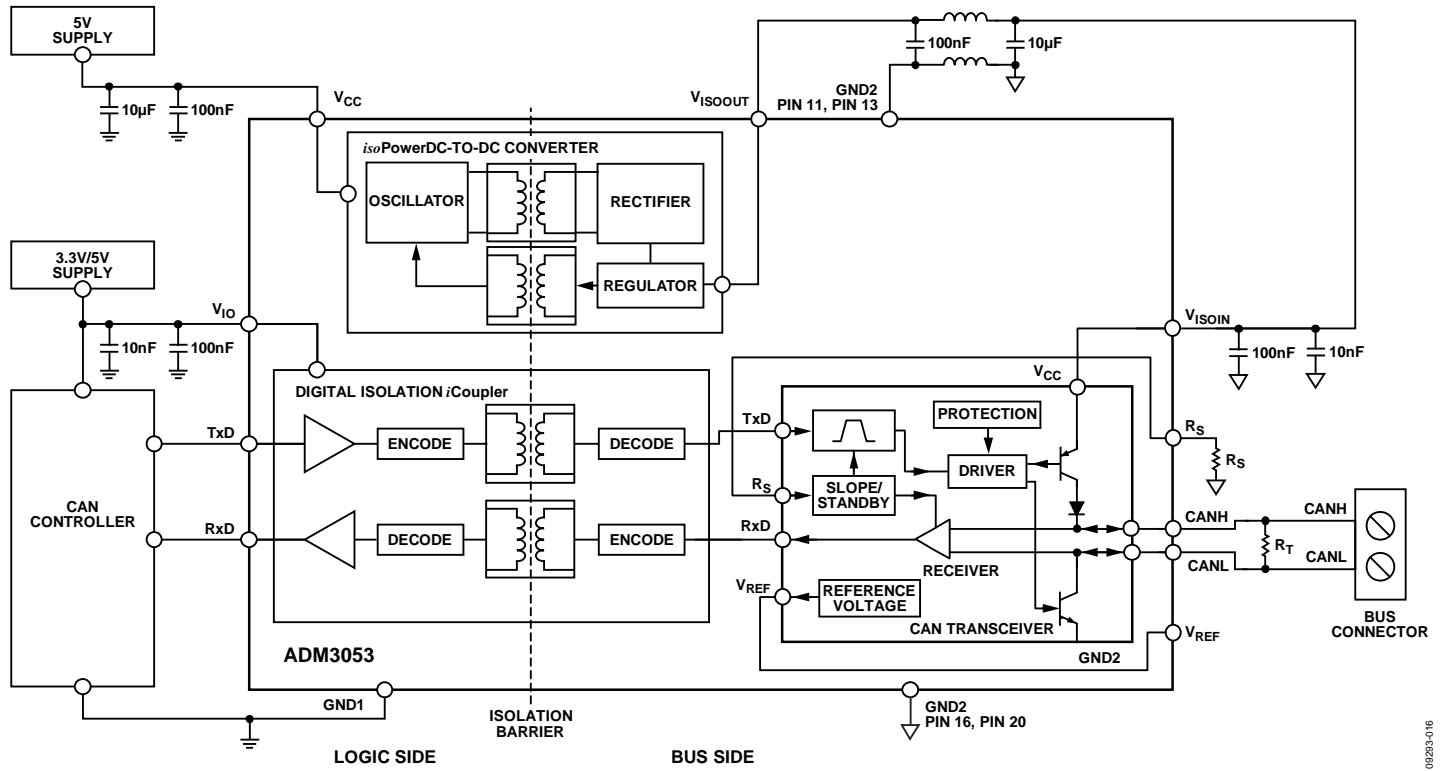 5V
SUPPLY
10µF
100nF
VCC
VISOOUT
GND2
PIN 11, PIN 13
100nF
10µF
isoPowerDC-TO-DC CONVERTER
OSCILLATOR
RECTIFIER
REGULATOR
3.3V/5V
SUPPLY
VIO
10nF
100nF
VISOIN
100nF
10nF
DIGITAL ISOLATION iCoupler
VCC
TxD
ENCODE
DECODE
TxD
PROTECTION
DRIVER
RS
RS
CAN
CONTROLLER
RS
SLOPE/
STANDBY
RxD
DECODE
ENCODE
RxD
RECEIVER
CANH
CANH
RT
CANL
CANL
VREF
REFERENCE
VOLTAGE
CAN TRANSCEIVER
BUS
CONNECTOR
VREF
GND2
ADM3053
GND1
ISOLATION
BARRIER
GND2
PIN 16, PIN 20
LOGIC SIDE
BUS SIDE
09293-016